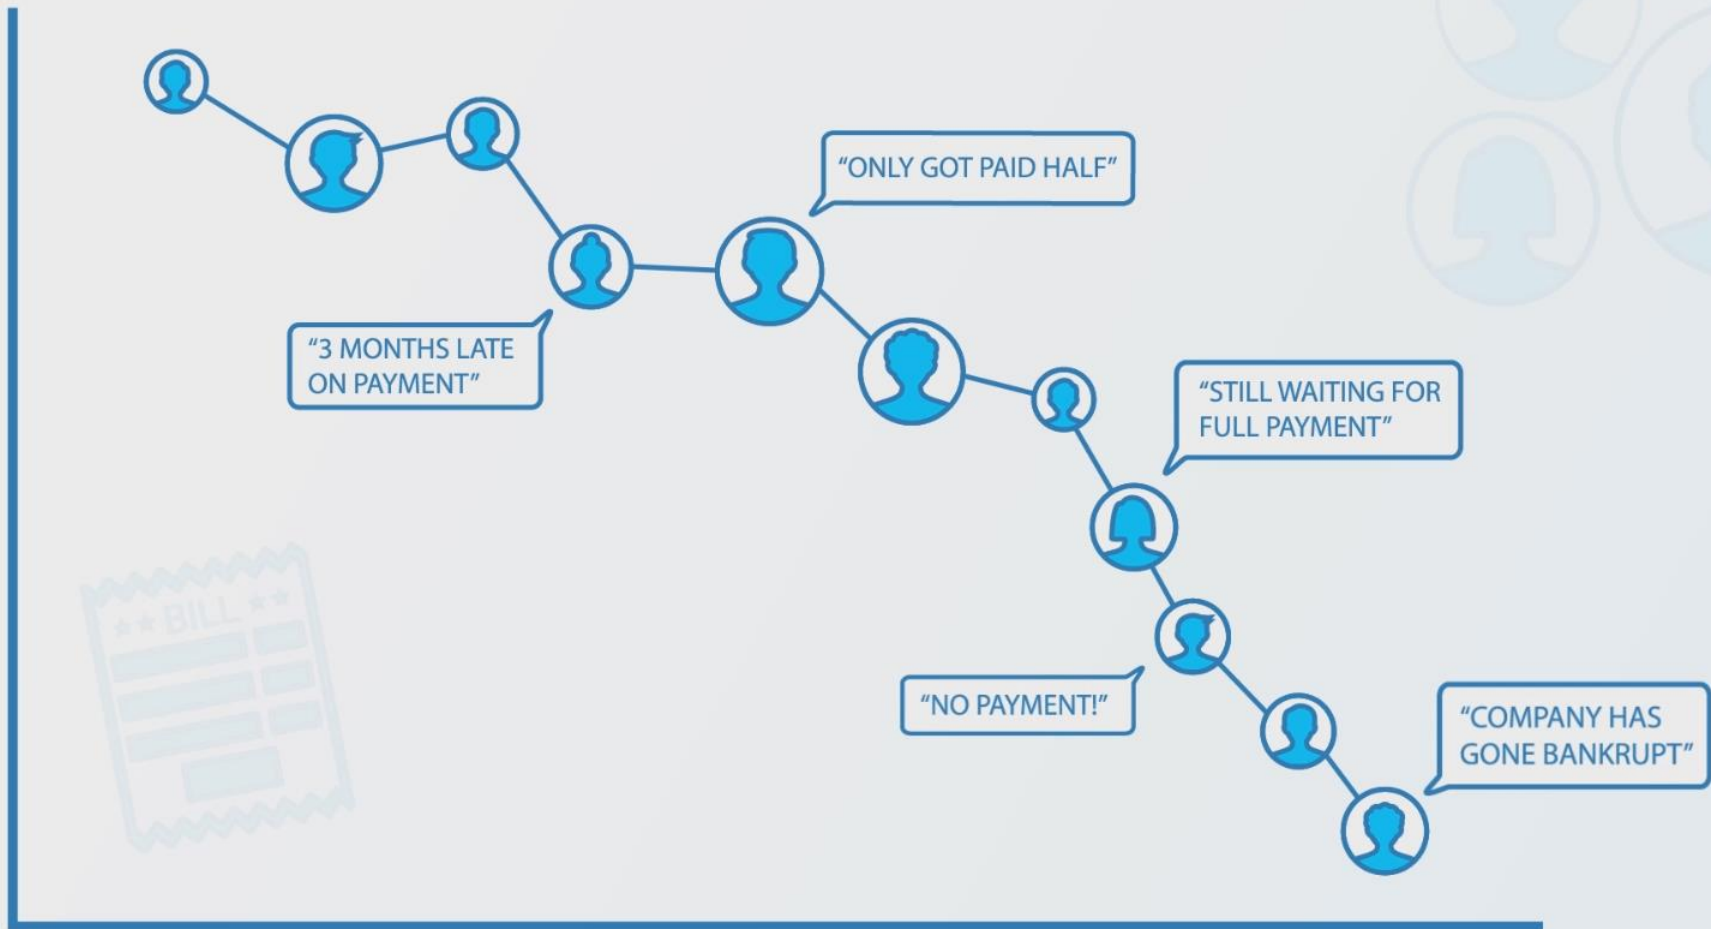 “ONLY GOT PAID HALF”
“3 MONTHS LATE
ON PAYMENT”
“STILL WAITING FOR
FULL PAYMENT”
★★ BILL ★★
“NO PAYMENT!”
“COMPANY HAS
GONE BANKRUPT”